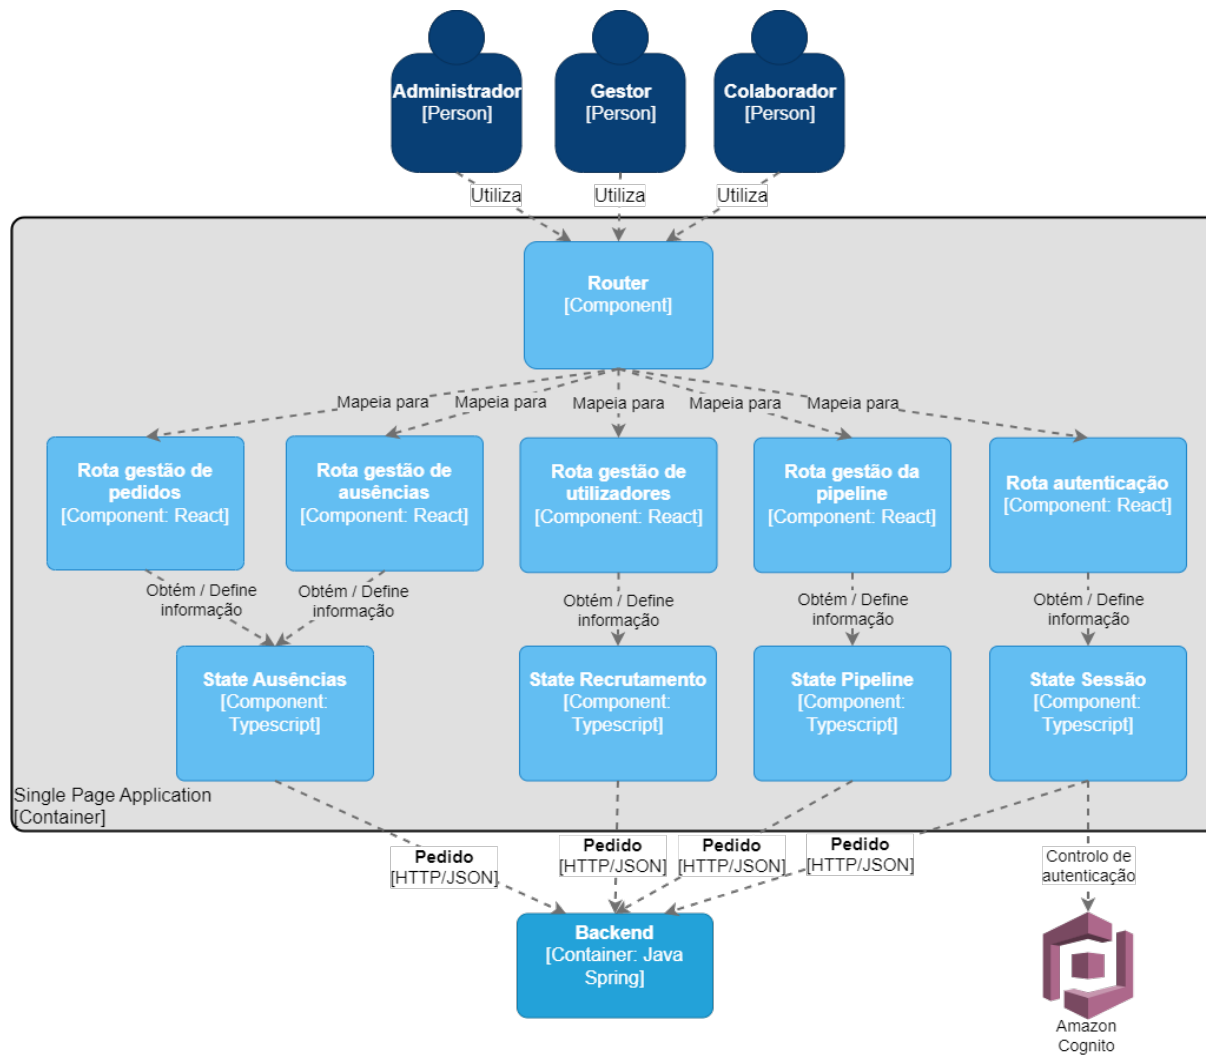 Administrador
[Person]
Gestor
[Person]
Colaborador
[Person]
Utiliza
Utiliza
Utiliza
Router
[Component]
Mapeia para
Mapeia para
Mapeia para
Mapeia para
Mapeia para
Rota gestão de
pedidos
[Component: React]
Rota gestão de
ausências
[Component: React]
Rota gestão de
utilizadores
[Component: React]
Rota gestão da
pipeline
[Component: React]
Rota autenticação
[Component: React]
Obtém / Define
informação
Obtém / Define
informação
Obtém / Define
informação
Obtém / Define
informação
Obtém / Define
informação
State Ausências
[Component:
Typescript]
State Recrutamento
[Component:
Typescript]
State Pipeline
[Component:
Typescript]
State Sessão
[Component:
Typescript]
Single Page Application
[Container]
Pedido
[HTTP/JSON]
Pedido
[HTTP/JSON]
Pedido
[HTTP/JSON]
Pedido
[HTTP/JSON]
Controlo de
autenticação
Backend
[Container: Java
Spring]
Amazon
Cognito